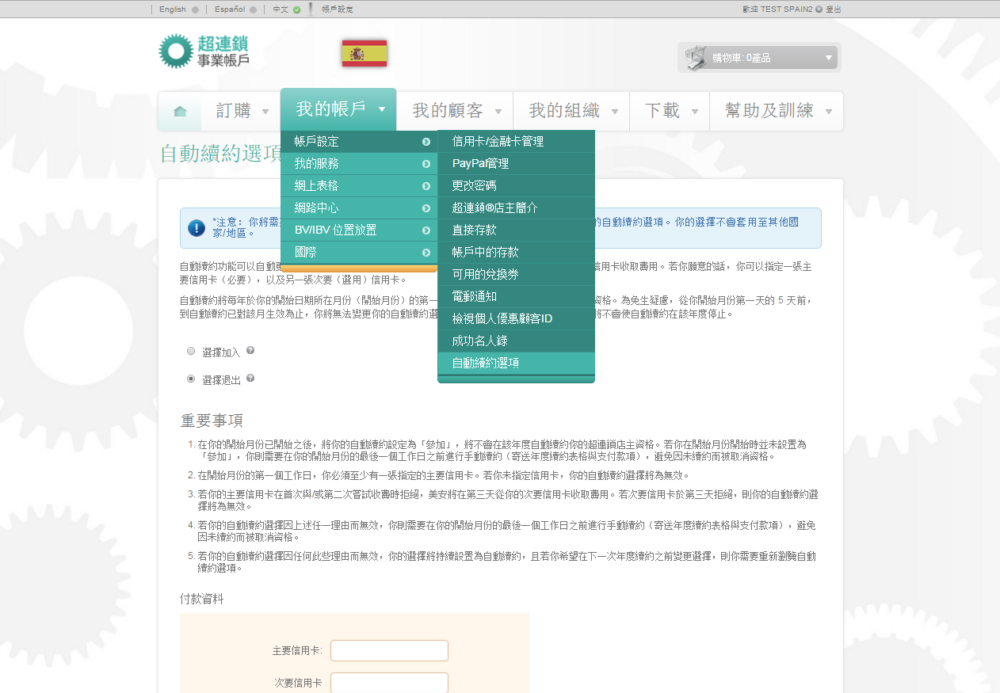 English
Español
中文
帳戶設定
歡迎 TEST SPAIN2
登出
超連鎖
事業帳戶
購物車: 0產品
訂購
我的帳戶
我的顧客
我的組織
下載
幫助及訓練
帳戶設定
我的服務
網上表格
網路中心
BV/IBV 位置放置
國際
信用卡/金融卡管理
PayPal管理
更改密碼
超連鎖®店主簡介
直接存款
帳戶中的存款
可用的兌換券
電郵通知
檢視個人優惠顧客ID
成功名人錄
自動續約選項
自動續約選項
*注意：你將需
的自動續約選項。你的選擇不會套用至其他國
家/地區。
自動續約功能可以自動
信用卡收取費用。若你願意的話，你可以指定一張主
要信用卡（必要），以及另一張次要（選用）信用卡。
自動續約將每年於你的開始日期所在月份（開始月份）的第一
資格。為免生疑慮，從你開始月份第一天的 5 天前，
到自動續約已對該月生效為止，你將無法變更你的自動續約選
將不會使自動續約在該年度停止。
選擇加入
選擇退出
重要事項
1. 在你的開始月份已開始之後，將你的自動續約設定為「參加」，將不會在該年度自動續約你的超連鎖店主資格。若你在開始月份開始時並未設置為
「參加」，你則需要在你的開始月份的最後一個工作日之前進行手動續約（寄送年度續約表格與支付款項），避免因未續約而被取消資格。
2. 在開始月份的第一個工作日，你必須至少有一張指定的主要信用卡。若你未指定信用卡，你的自動續約選擇將為無效。
3. 若你的主要信用卡在首次與/或第二次嘗試收費時拒絕，美安將在第三天從你的次要信用卡收取費用。若次要信用卡於第三天拒絕，則你的自動續約選
擇將為無效。
4. 若你的自動續約選擇因上述任一理由而無效，你則需要在你的開始月份的最後一個工作日之前進行手動續約（寄送年度續約表格與支付款項），避免
因未續約而被取消資格。
5. 若你的自動續約選擇因任何此些理由而無效，你的選擇將持續設置為自動續約，且若你希望在下一次年度續約之前變更選擇，則你需要重新瀏覽自動
續約選項。
付款資料
主要信用卡:
次要信用卡